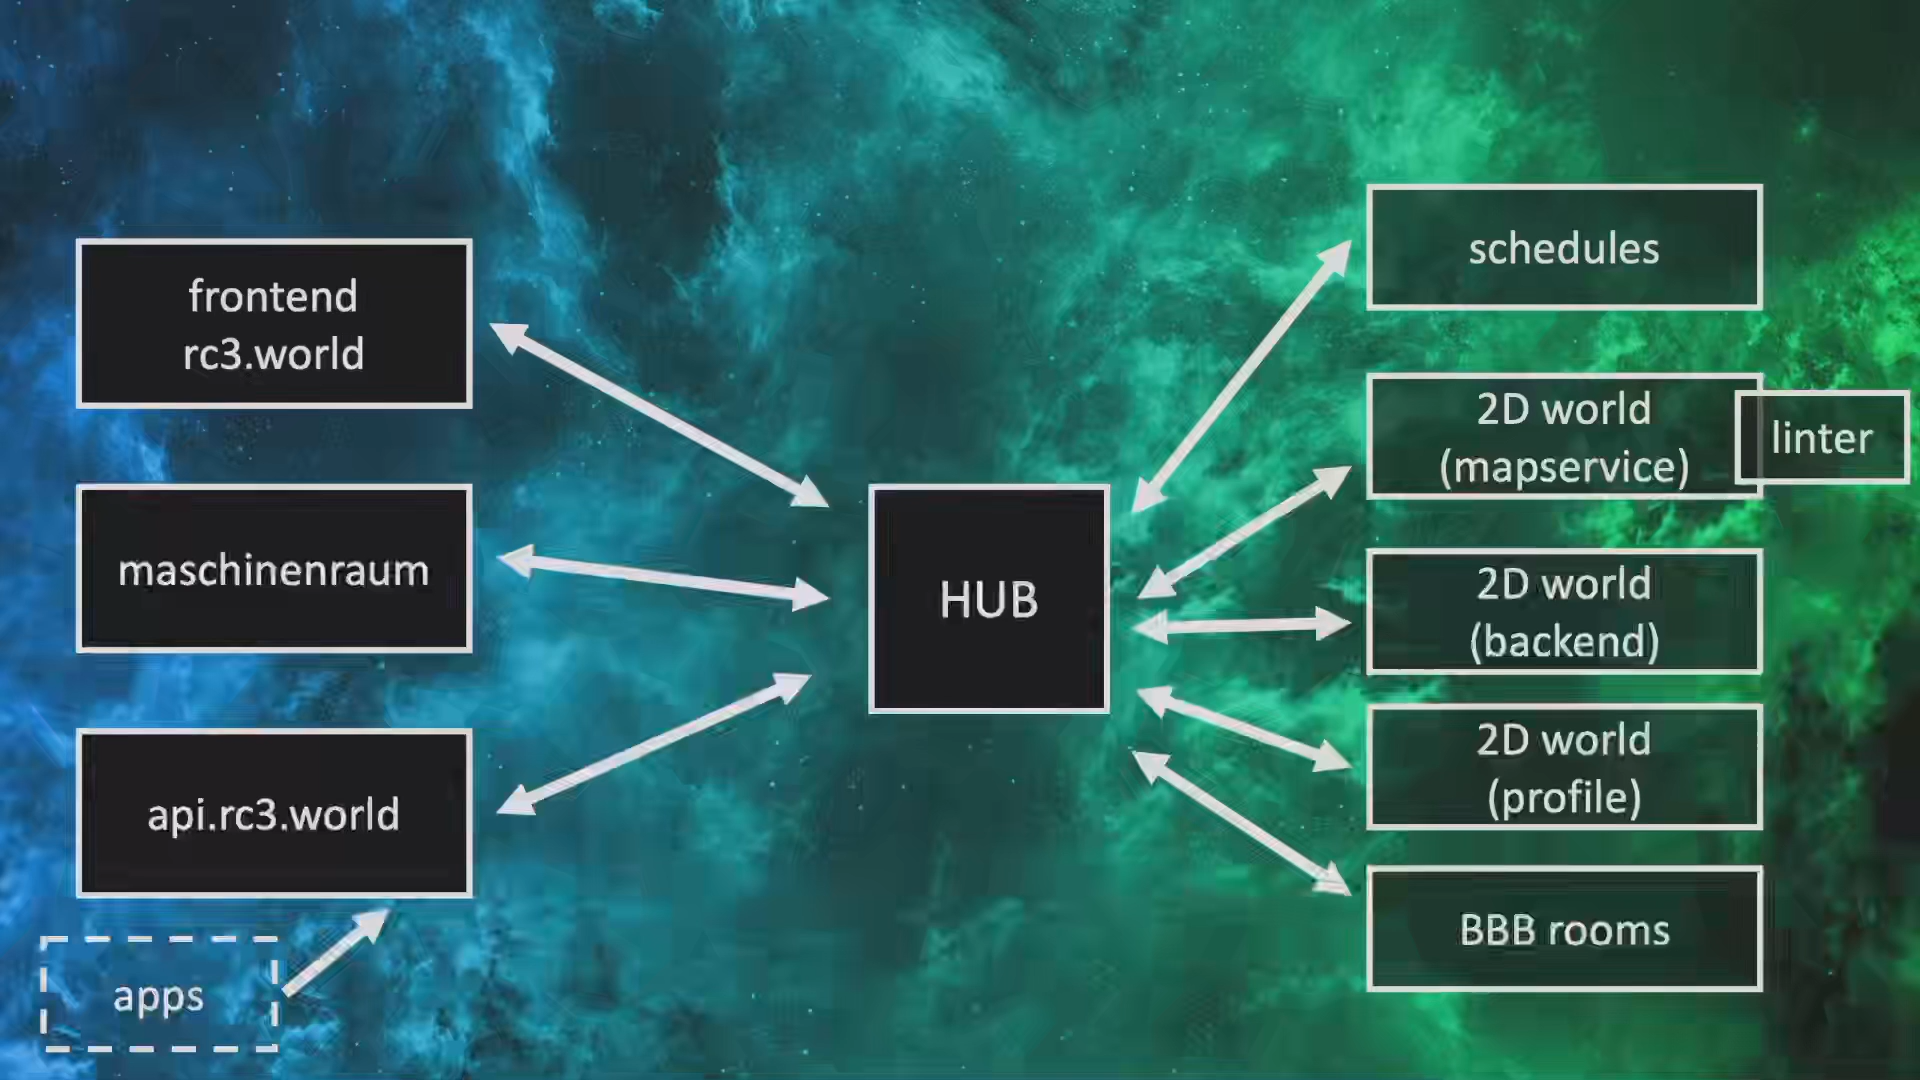 frontend
rc3.world
maschinenraum
api.rc3.world
apps
HUB
schedules
2D world
(mapservice)
linter
2D world
(backend)
2D world
(profile)
BBB rooms